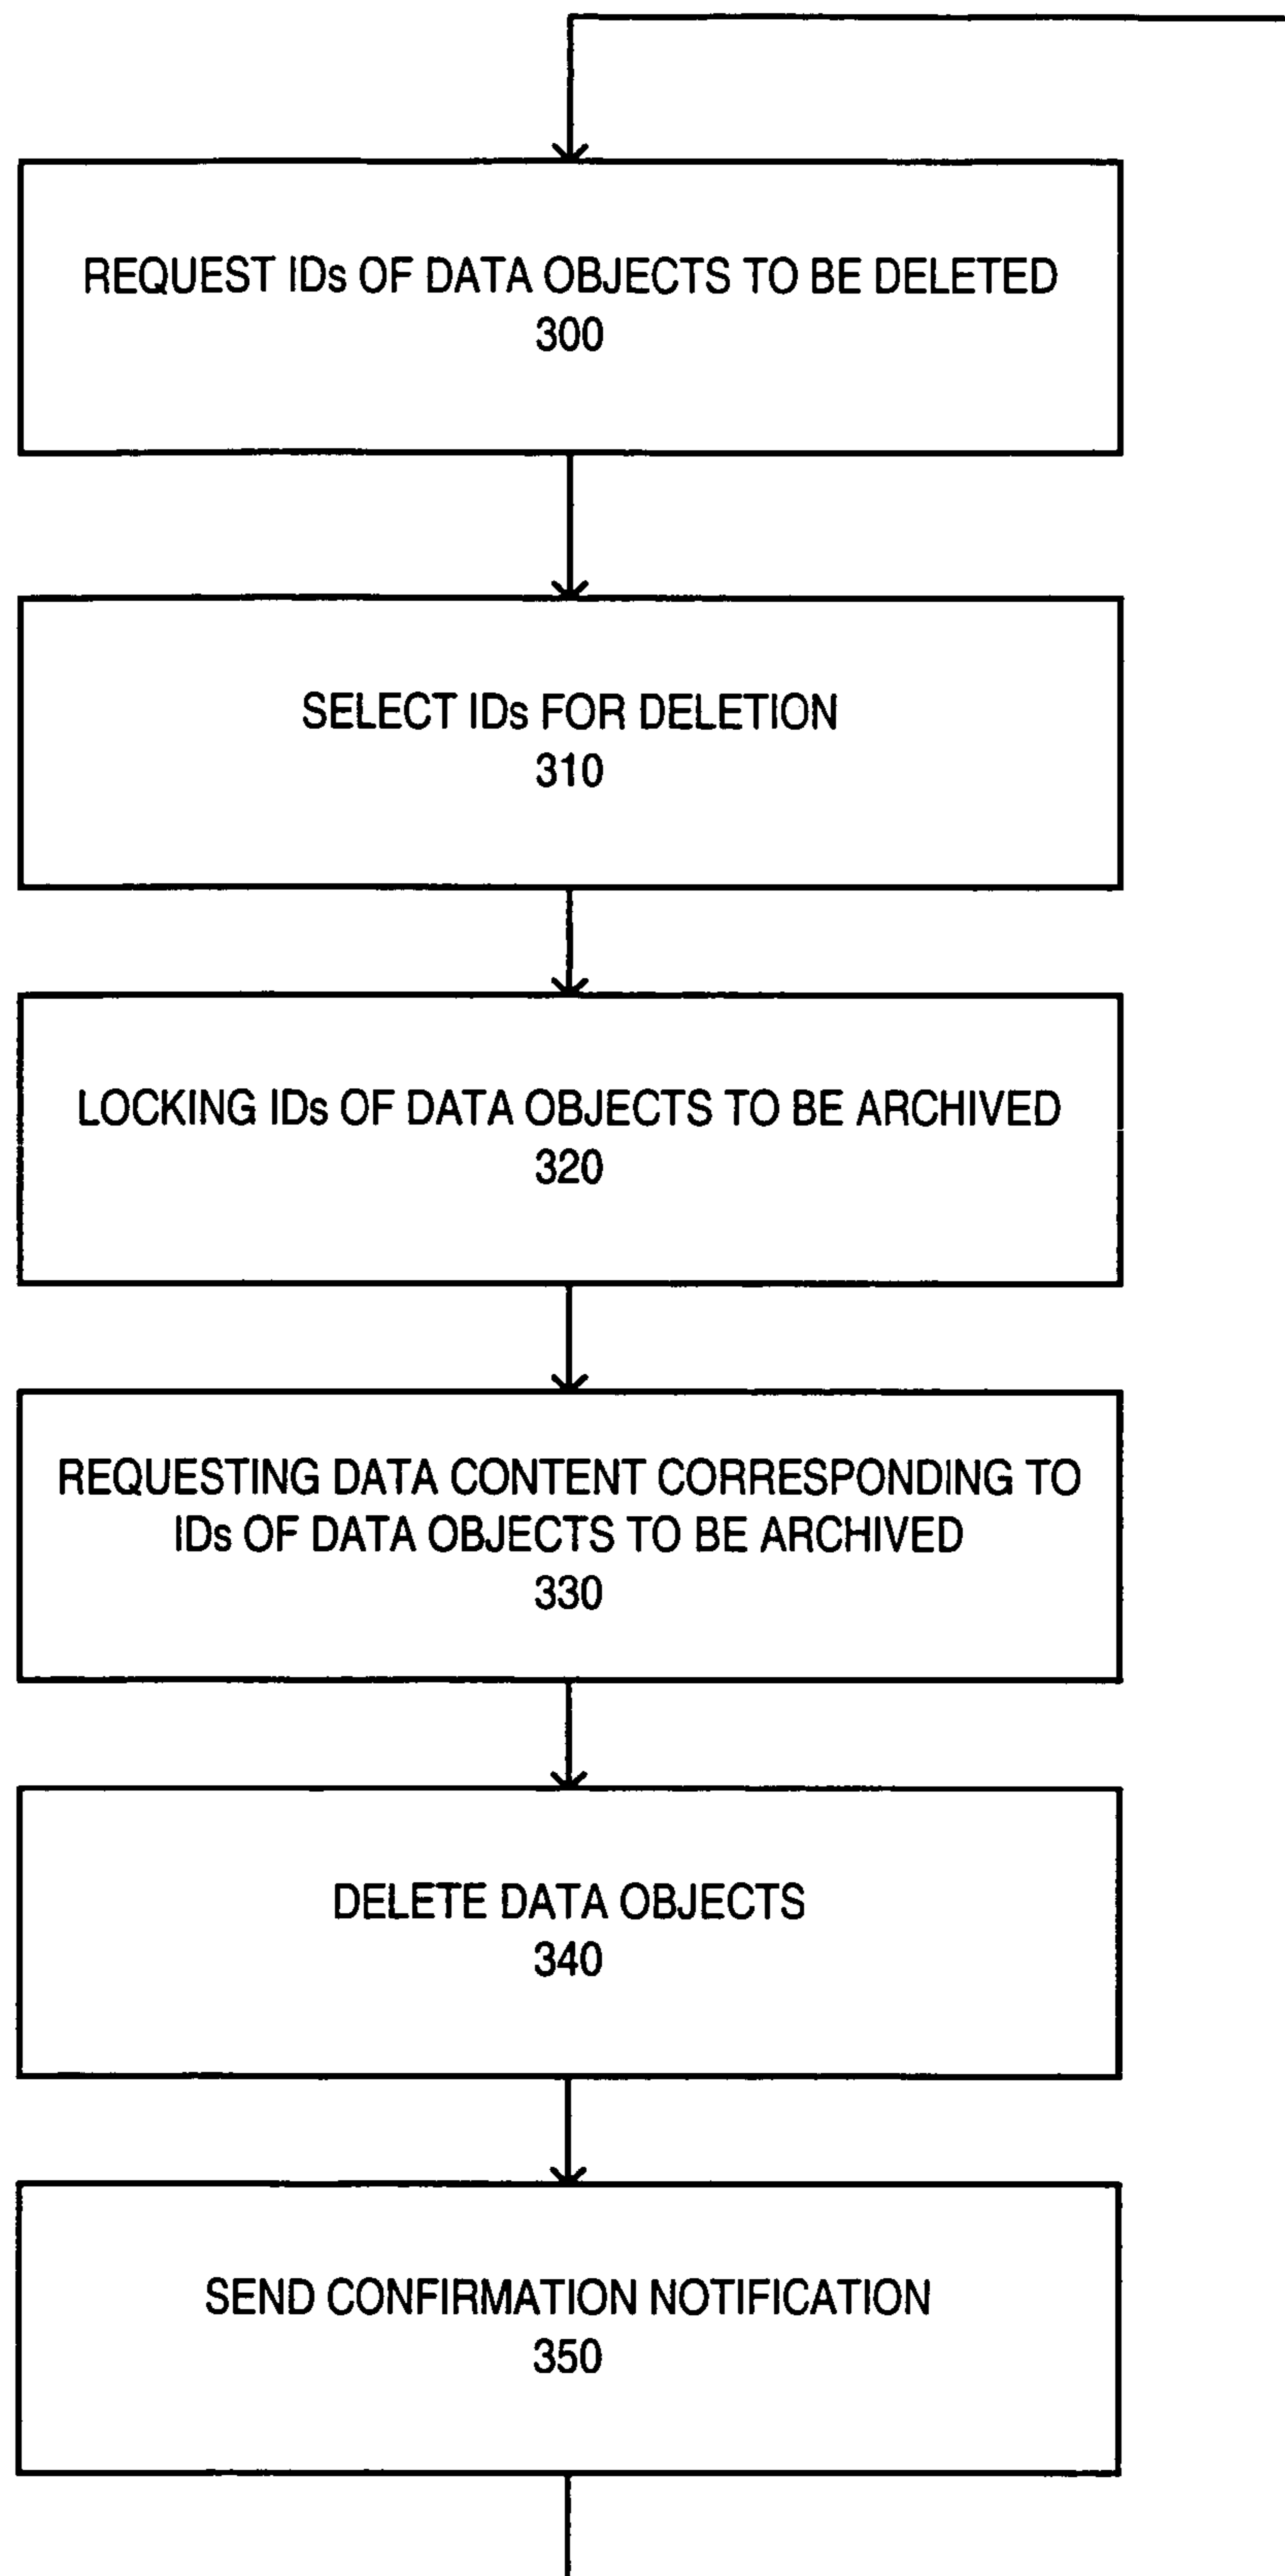 REQUEST IDs OF DATA OBJECTS TO BE DELETED
300
SELECT IDs FOR DELETION
310
LOCKING IDs OF DATA OBJECTS TO BE ARCHIVED
320
REQUESTING DATA CONTENT CORRESPONDING TO
IDs OF DATA OBJECTS TO BE ARCHIVED
330
DELETE DATA OBJECTS
340
SEND CONFIRMATION NOTIFICATION
350